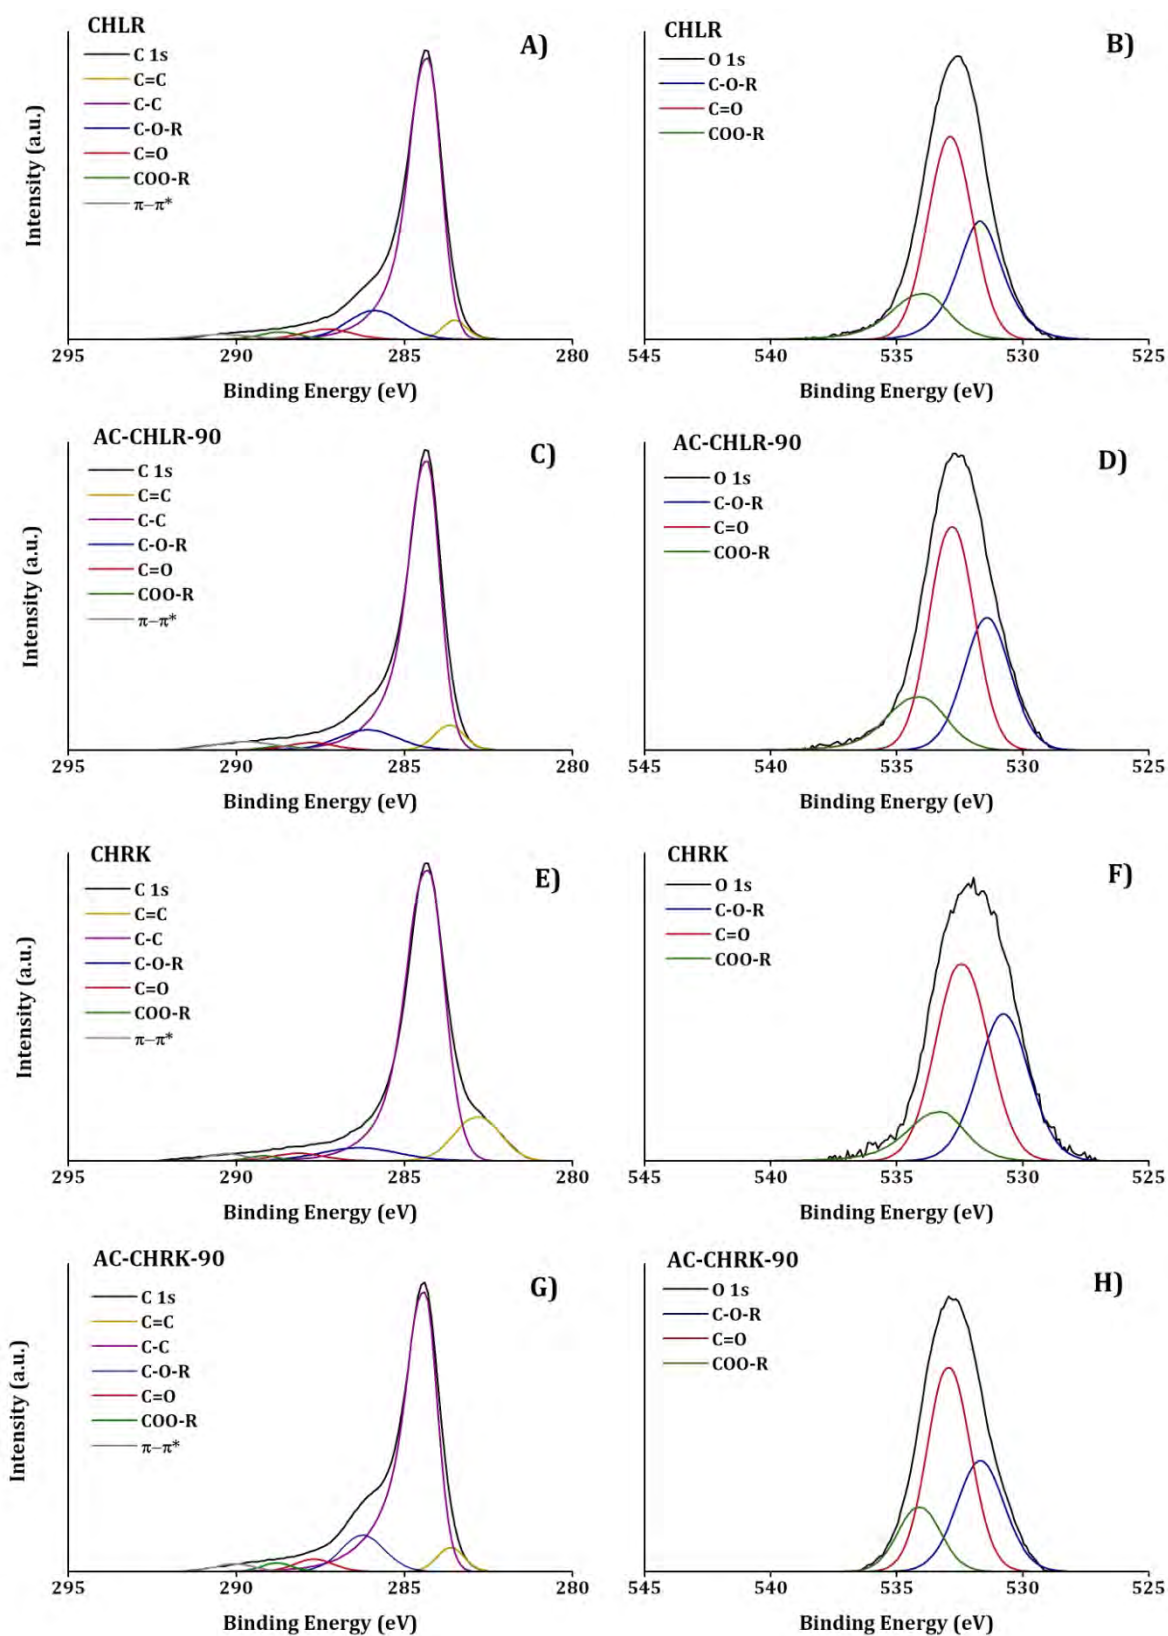 CHLR
A)
C 1s
C=C
C-C
C-O-R
C=O
COO-R
π–π*
Intensity (a.u.)
295 290 285 280
Binding Energy (eV)
CHLR
B)
O 1s
C-O-R
C=O
COO-R
545 540 535 530 525
Binding Energy (eV)
AC-CHLR-90
C)
C 1s
C=C
C-C
C-O-R
C=O
COO-R
π–π*
Intensity (a.u.)
295 290 285 280
Binding Energy (eV)
AC-CHLR-90
D)
O 1s
C-O-R
C=O
COO-R
545 540 535 530 525
Binding Energy (eV)
CHRK
E)
C 1s
C=C
C-C
C-O-R
C=O
COO-R
π–π*
Intensity (a.u.)
295 290 285 280
Binding Energy (eV)
CHRK
F)
O 1s
C-O-R
C=O
COO-R
545 540 535 530 525
Binding Energy (eV)
AC-CHRK-90
G)
C 1s
C=C
C-C
C-O-R
C=O
COO-R
π–π*
Intensity (a.u.)
295 290 285 280
Binding Energy (eV)
AC-CHRK-90
H)
O 1s
C-O-R
C=O
COO-R
545 540 535 530 525
Binding Energy (eV)